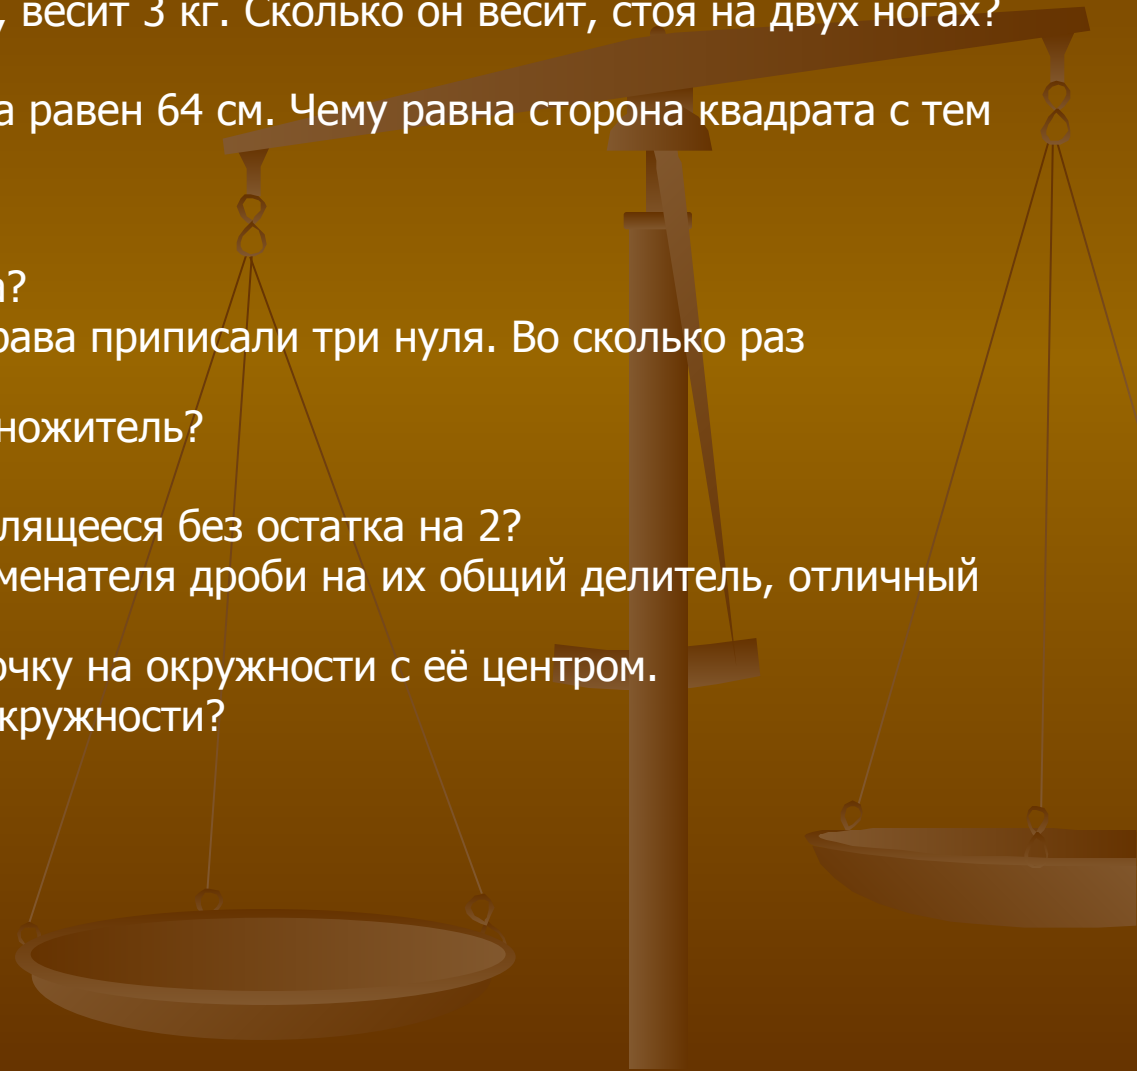 , весит 3 кг. Сколько он весит, стоя на двух ногах?
а равен 64 см. Чему равна сторона квадрата с тем
а?
рава приписали три нуля. Во сколько раз
ножитель?
лящееся без остатка на 2?
менателя дроби на их общий делитель, отличный
очку на окружности с её центром.
кружности?